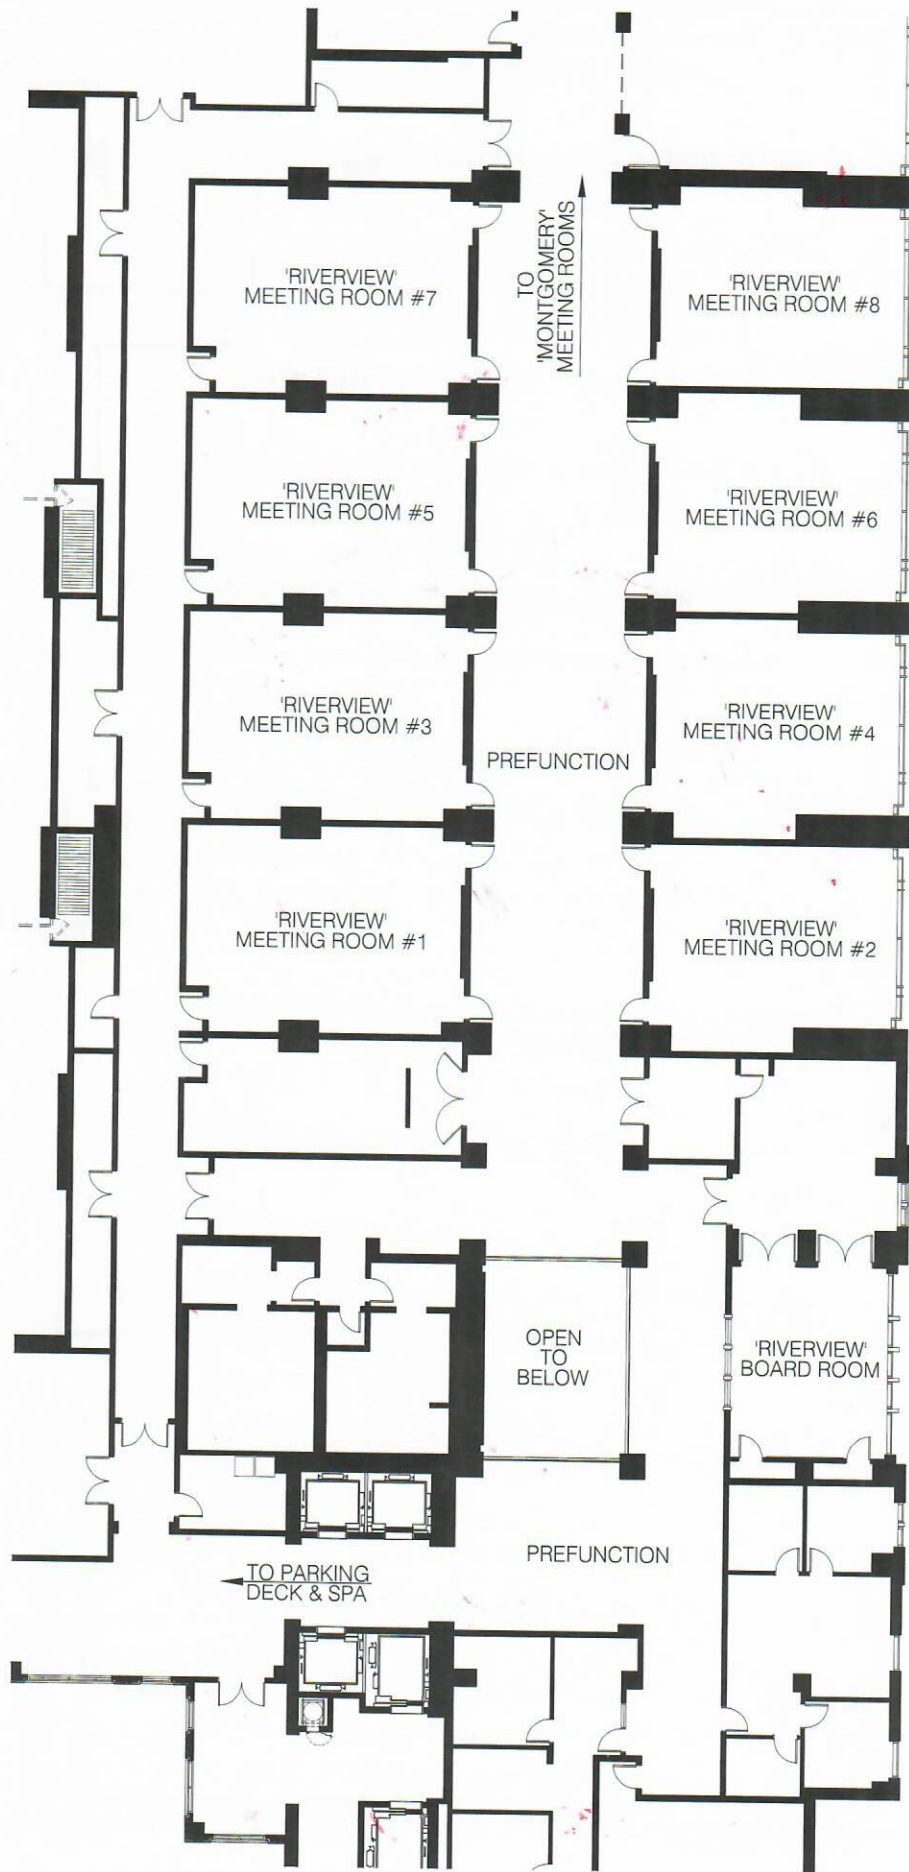 TO
'MONTGOMERY'
MEETING ROOMS
'RIVERVIEW'
MEETING ROOM #7
'RIVERVIEW'
MEETING ROOM #8
'RIVERVIEW'
MEETING ROOM #5
'RIVERVIEW'
MEETING ROOM #6
'RIVERVIEW'
MEETING ROOM #3
'RIVERVIEW'
MEETING ROOM #4
PREFUNCTION
'RIVERVIEW'
MEETING ROOM #1
'RIVERVIEW'
MEETING ROOM #2
OPEN
TO
BELOW
'RIVERVIEW'
BOARD ROOM
PREFUNCTION
TO PARKING
DECK & SPA